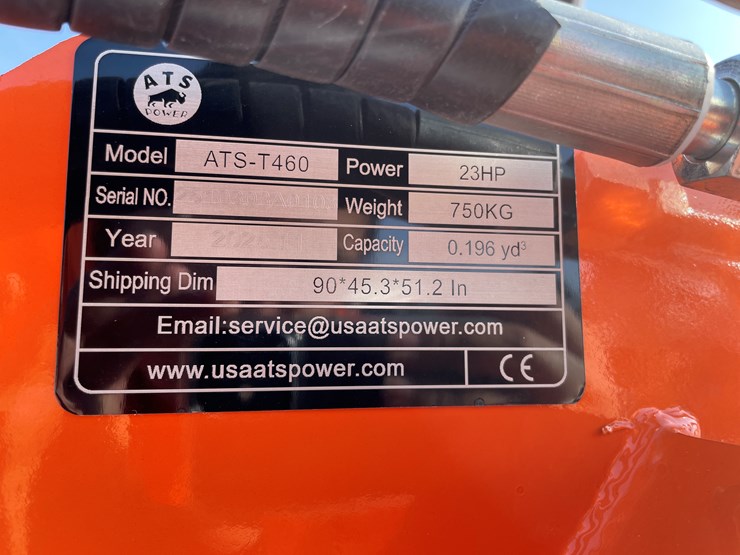 ATS
POWER
Model ATS-T460 Power 23HP
Serial NO. Weight 750KG
Year Capacity 0.196 yd³
Shipping Dim 90*45.3*51.2 In
Email:service@usaatspower.com
www.usaatspower.com CE